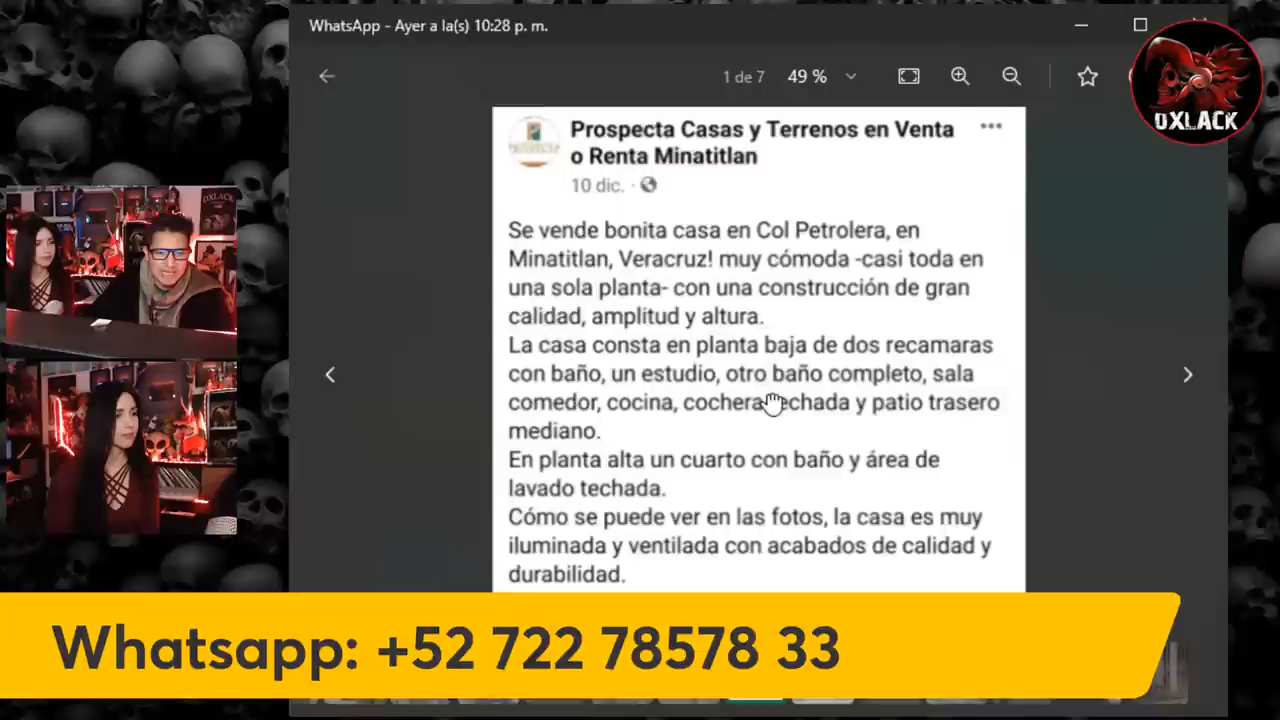 WhatsApp - Ayer a la(s) 10:28 p. m.
1 de 7 49 %
OXLACK
Prospecta Casas y Terrenos en Venta
o Renta Minatitlan
10 dic.
Se vende bonita casa en Col Petrolera, en
Minatitlan, Veracruz! muy cómoda -casi toda en
una sola planta- con una construcción de gran
calidad, amplitud y altura.
La casa consta en planta baja de dos recamaras
con baño, un estudio, otro baño completo, sala
comedor, cocina, cochera techada y patio trasero
mediano.
En planta alta un cuarto con baño y área de
lavado techada.
Cómo se puede ver en las fotos, la casa es muy
iluminada y ventilada con acabados de calidad y
durabilidad.
Whatsapp: +52 722 78578 33
OXLACK